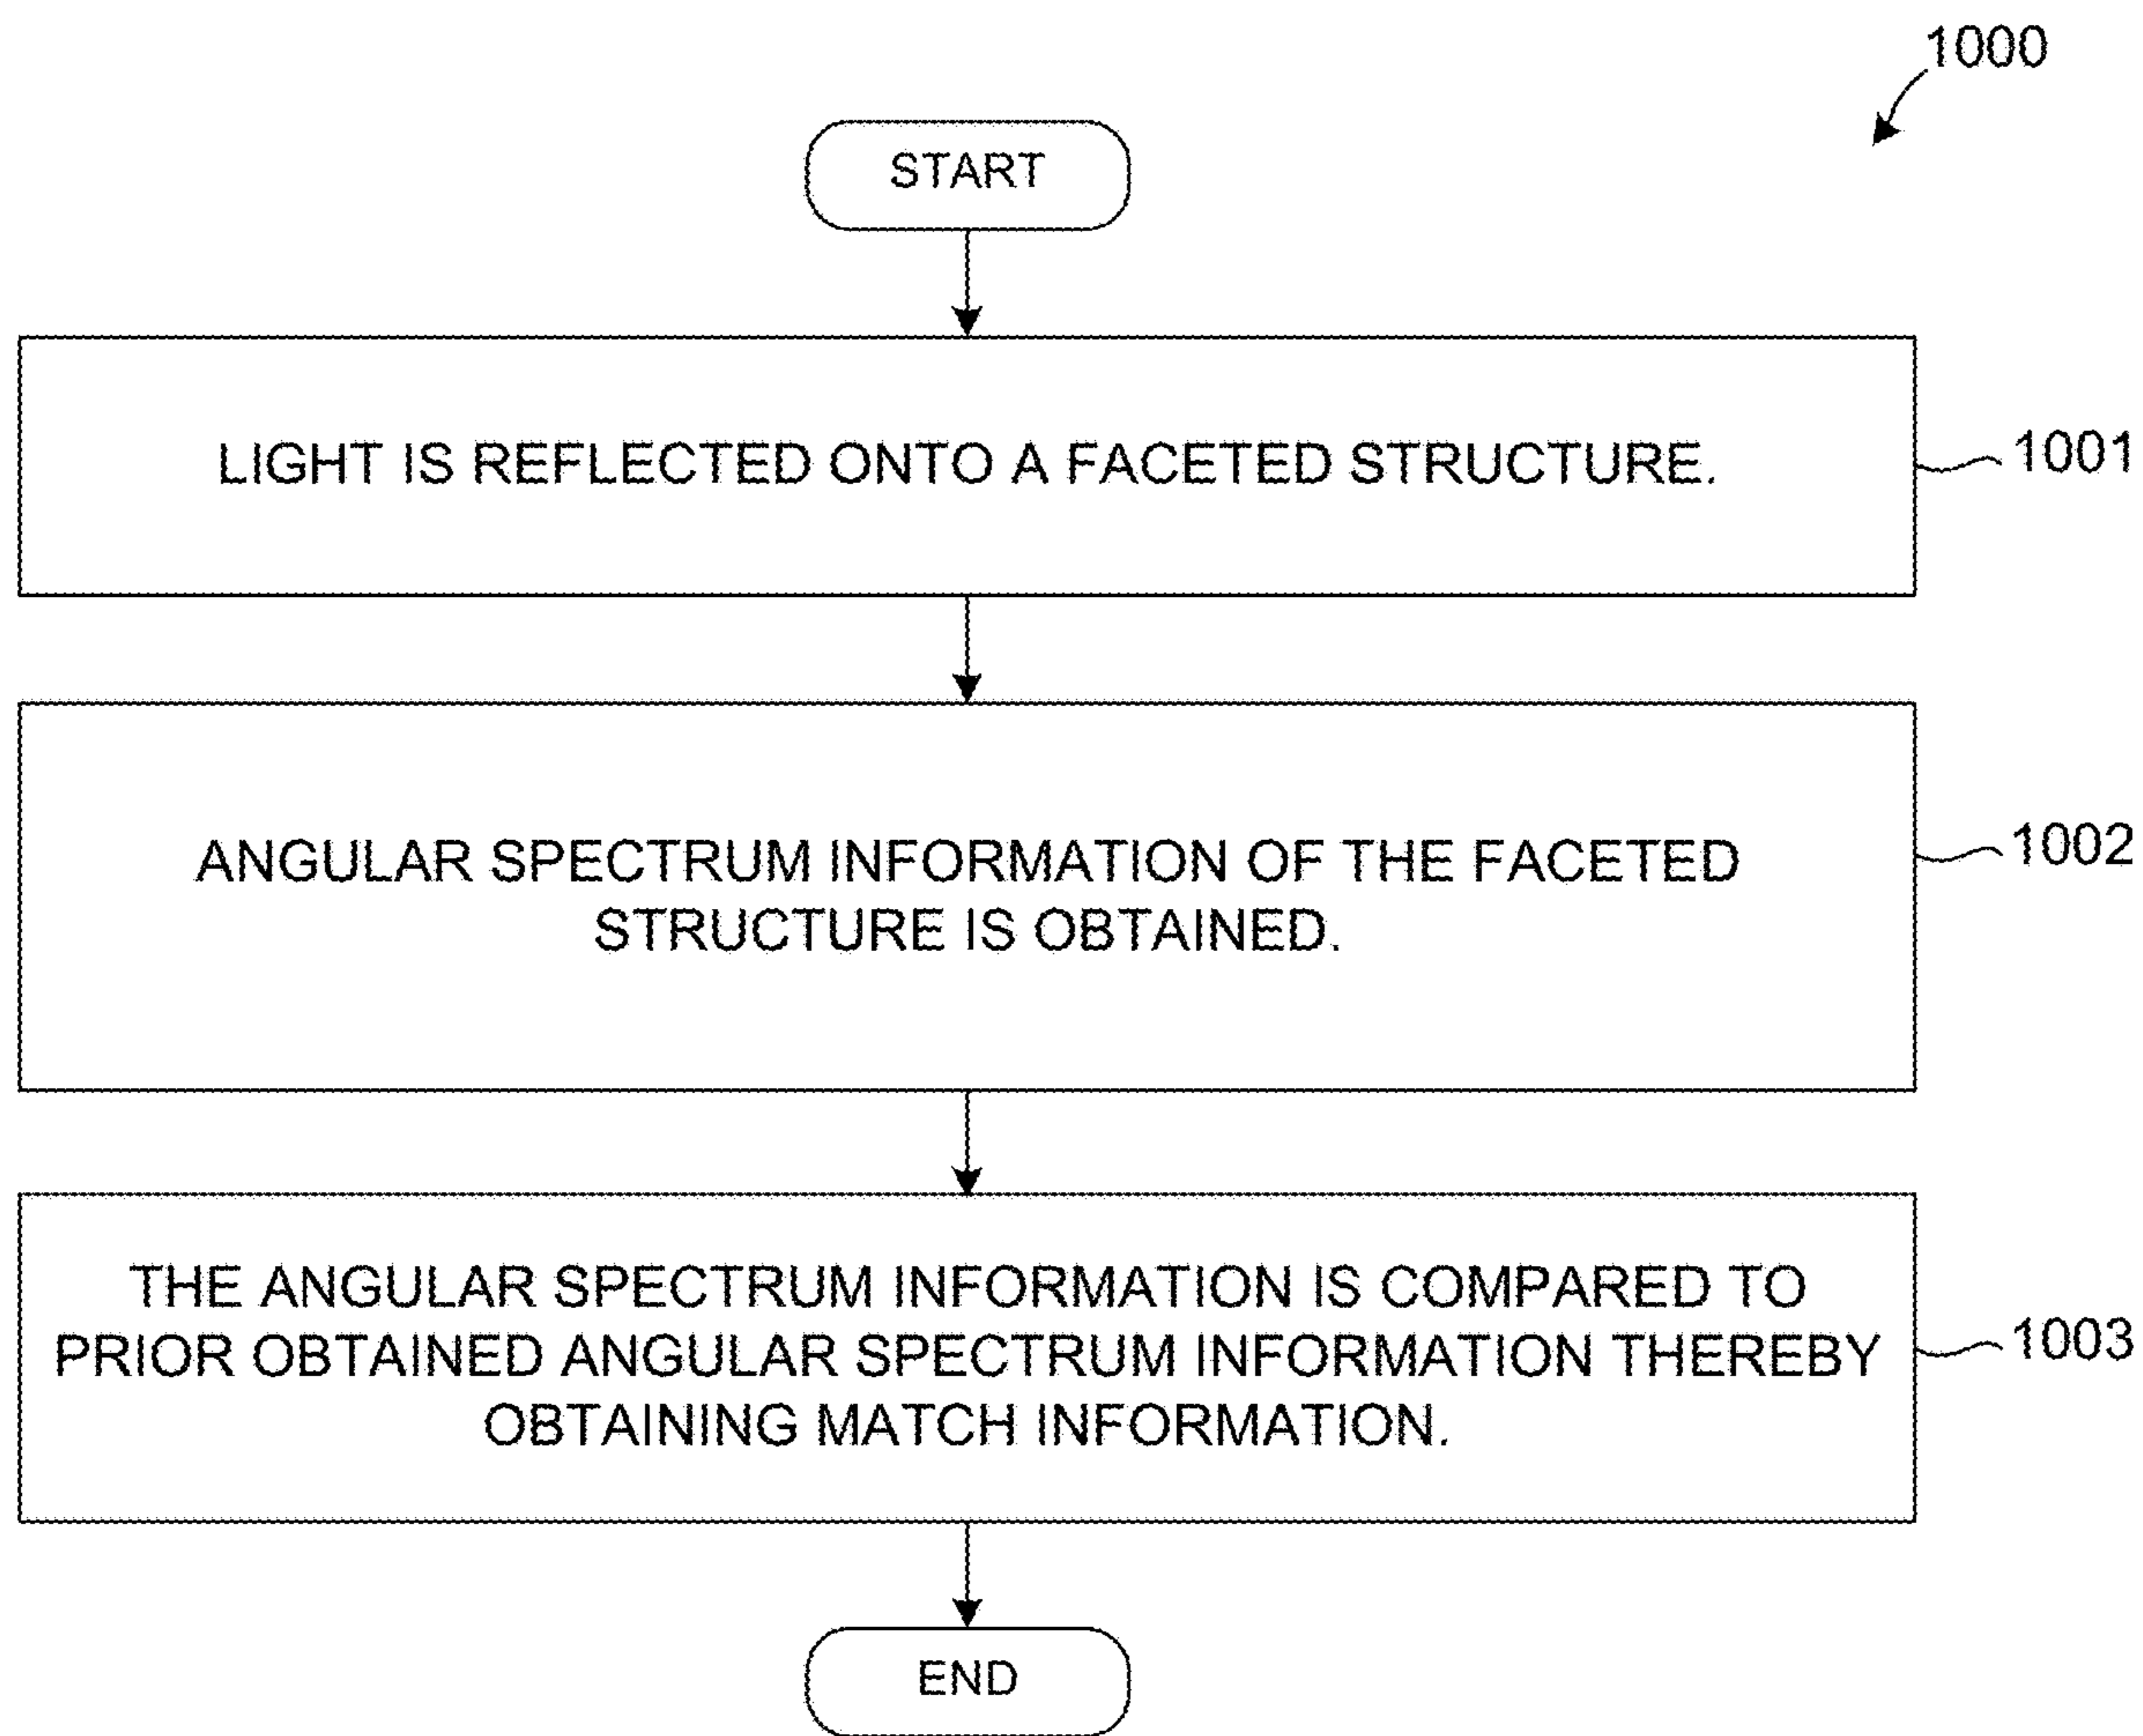 1000
START
LIGHT IS REFLECTED ONTO A FACETED STRUCTURE.
1001
ANGULAR SPECTRUM INFORMATION OF THE FACETED
STRUCTURE IS OBTAINED.
1002
THE ANGULAR SPECTRUM INFORMATION IS COMPARED TO
PRIOR OBTAINED ANGULAR SPECTRUM INFORMATION THEREBY
OBTAINING MATCH INFORMATION.
1003
END